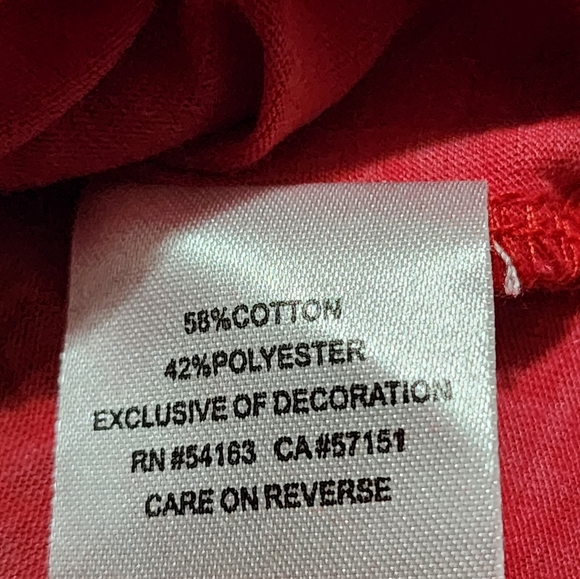 58%COTTON
42%POLYESTER
EXCLUSIVE OF DECORATION
RN #54163 CA#57151
CARE ON REVERSE